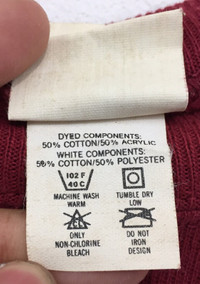 DYED COMPONENTS:
50% COTTON/50% ACRYLIC
WHITE COMPONENTS:
50% COTTON/50% POLYESTER
102 F
40 C
MACHINE WASH
WARM
TUMBLE DRY
LOW
CL
ONLY
NON-CHLORINE
BLEACH
DO NOT
IRON
DESIGN